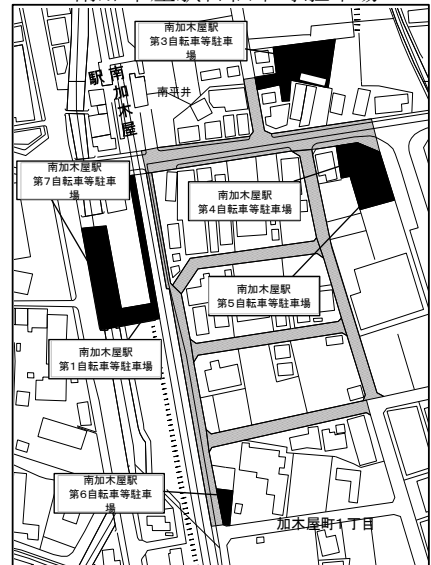 南加木屋駅
第3自転車等駐車
場
南加木屋
駅
南平井
南加木屋駅
第7自転車等駐車
場
南加木屋駅
第4自転車等駐車場
南加木屋駅
第5自転車等駐車場
南加木屋駅
第1自転車等駐車場
南加木屋駅
第6自転車等駐車
場
加木屋町1丁目